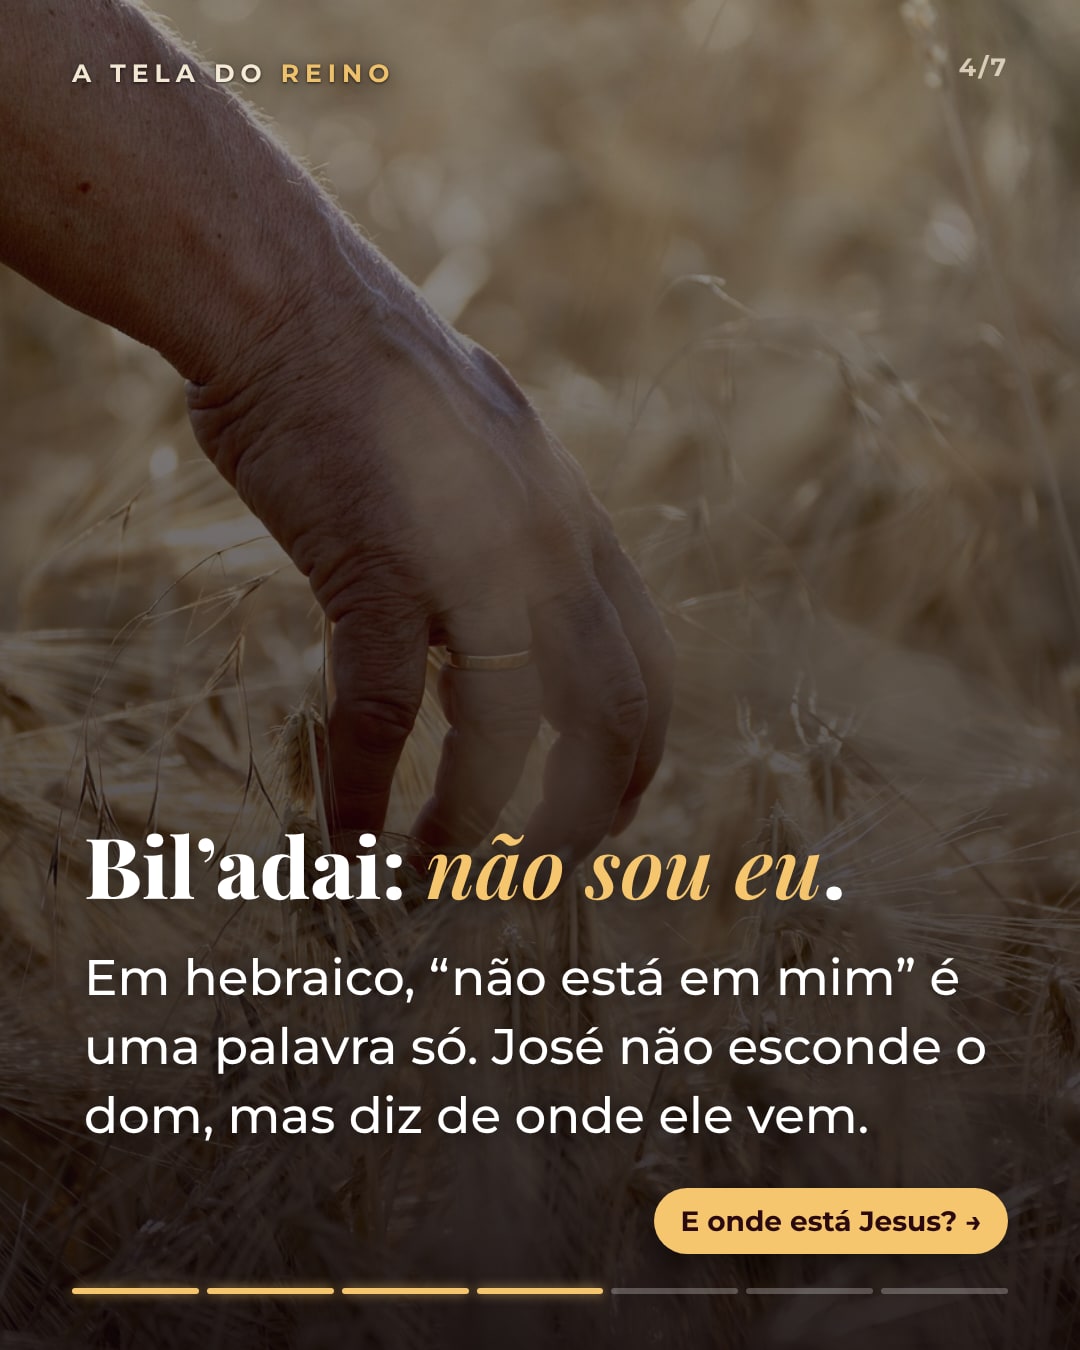 A TELA DO REINO
4/7
Bil’adai: não sou eu.
Em hebraico, “não está em mim” é
uma palavra só. José não esconde o
dom, mas diz de onde ele vem.
E onde está Jesus? →